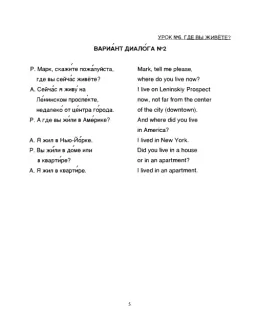 УРОК №6. ГДЕ ВЫ ЖИВЁТЕ?
ВАРИА́НТ ДИАЛО́ГА №2
Р. Марк, скажи́те пожа́луйста, Mark, tell me please,
где вы сейча́с живёте? where do you live now?
А. Сейча́с я живу́ на I live on Leninskiy Prospect
Ле́нинском проспе́кте, now, not far from the center
недалеко́ от це́нтра го́рода. of the city (downtown).
Р. А где вы жи́ли в Аме́рике? And where did you live
in America?
А. Я жил в Нью-Йо́рке. I lived in New York.
Р. Вы жи́ли в до́ме или Did you live in a house
в кварти́ре? or in an apartment?
А. Я жил в кварти́ре. I lived in an apartment.